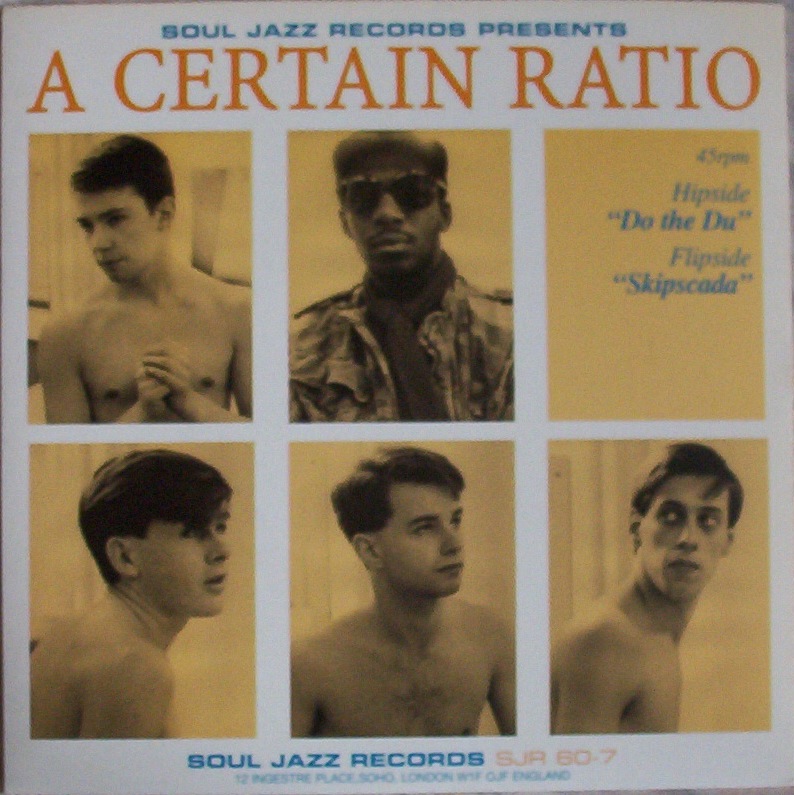 SOUL JAZZ RECORDS PRESENTS
A CERTAIN RATIO
45rpm
Hipside
“Do the Du”
Flipside
“Skipscada”
SOUL JAZZ RECORDS SJR 60-7
12 INGESTRE PLACE,SOHO, LONDON W1F OJF ENGLAND